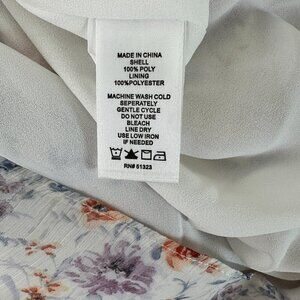 MADE IN CHINA
SHELL
100% POLY
LINING
100%POLYESTER
MACHINE WASH COLD
SEPERATELY
GENTLE CYCLE
DO NOT USE
BLEACH
LINE DRY
USE LOW IRON
IF NEEDED
RN# 61323